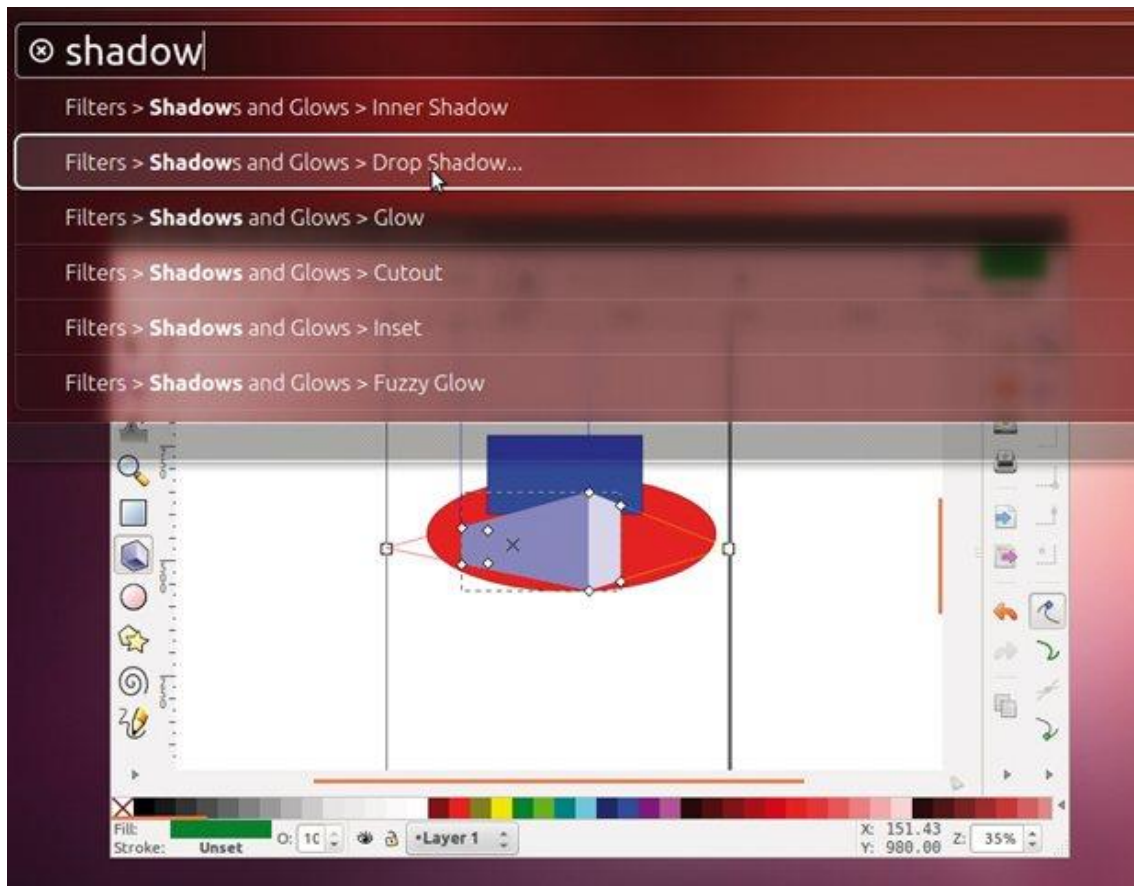 shadow
Filters > Shadows and Glows > Inner Shadow
Filters > Shadows and Glows > Drop Shadow...
Filters > Shadows and Glows > Glow
Filters > Shadows and Glows > Cutout
Filters > Shadows and Glows > Inset
Filters > Shadows and Glows > Fuzzy Glow
Fill:
Stroke: Unset
O: 10
•Layer 1
X: 151.43
Y: 980.00
Z: 35%